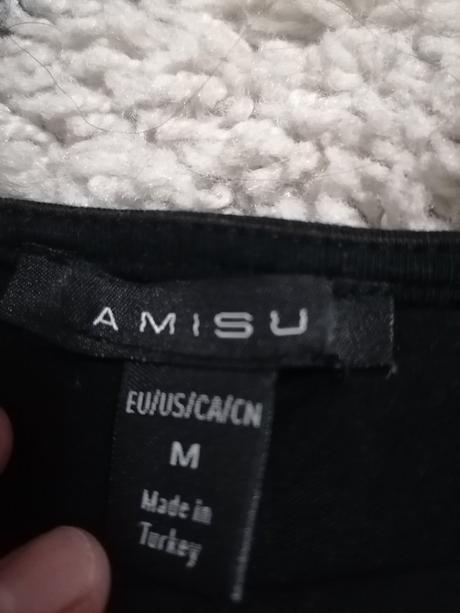 AMISU
EU/US/CA/CN
M
Made in
Turkey